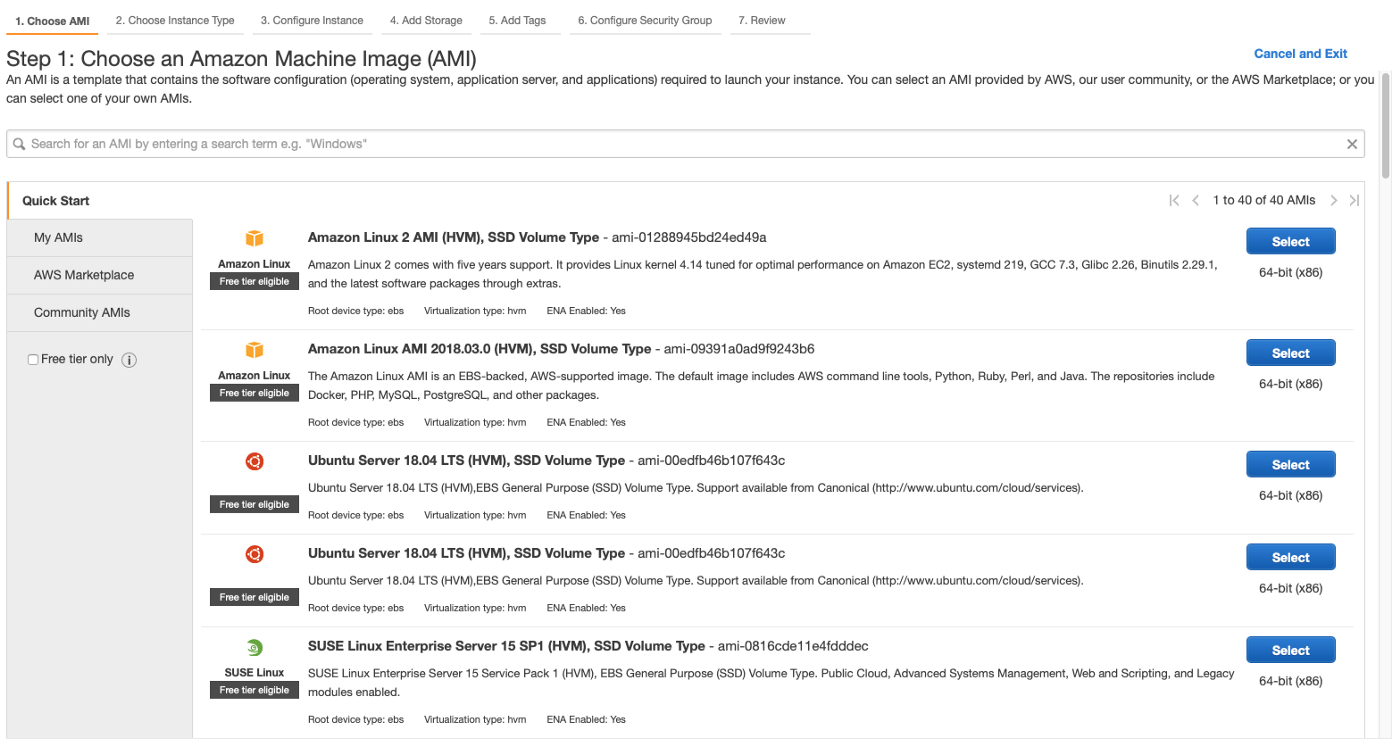 1. Choose AMI 2. Choose Instance Type 3. Configure Instance 4. Add Storage 5. Add Tags 6. Configure Security Group 7. Review
Step 1: Choose an Amazon Machine Image (AMI)
Cancel and Exit
An AMI is a template that contains the software configuration (operating system, application server, and applications) required to launch your instance. You can select an AMI provided by AWS, our user community, or the AWS Marketplace; or you
can select one of your own AMIs.
Search for an AMI by entering a search term e.g. "Windows"
Quick Start
1 to 40 of 40 AMIs
My AMIs
AWS Marketplace
Community AMIs
Free tier only i
Amazon Linux
Free tier eligible
Amazon Linux 2 AMI (HVM), SSD Volume Type - ami-01288945bd24ed49a
Amazon Linux 2 comes with five years support. It provides Linux kernel 4.14 tuned for optimal performance on Amazon EC2, systemd 219, GCC 7.3, Glibc 2.26, Binutils 2.29.1,
and the latest software packages through extras.
Root device type: ebs Virtualization type: hvm ENA Enabled: Yes
Select
64-bit (x86)
Amazon Linux
Free tier eligible
Amazon Linux AMI 2018.03.0 (HVM), SSD Volume Type - ami-09391a0ad9f9243b6
The Amazon Linux AMI is an EBS-backed, AWS-supported image. The default image includes AWS command line tools, Python, Ruby, Perl, and Java. The repositories include
Docker, PHP, MySQL, PostgreSQL, and other packages.
Root device type: ebs Virtualization type: hvm ENA Enabled: Yes
Select
64-bit (x86)
Free tier eligible
Ubuntu Server 18.04 LTS (HVM), SSD Volume Type - ami-00edfb46b107f643c
Ubuntu Server 18.04 LTS (HVM),EBS General Purpose (SSD) Volume Type. Support available from Canonical (http://www.ubuntu.com/cloud/services).
Root device type: ebs Virtualization type: hvm ENA Enabled: Yes
Select
64-bit (x86)
Free tier eligible
Ubuntu Server 18.04 LTS (HVM), SSD Volume Type - ami-00edfb46b107f643c
Ubuntu Server 18.04 LTS (HVM),EBS General Purpose (SSD) Volume Type. Support available from Canonical (http://www.ubuntu.com/cloud/services).
Root device type: ebs Virtualization type: hvm ENA Enabled: Yes
Select
64-bit (x86)
SUSE Linux
Free tier eligible
SUSE Linux Enterprise Server 15 SP1 (HVM), SSD Volume Type - ami-0816cde11e4fdddec
SUSE Linux Enterprise Server 15 Service Pack 1 (HVM), EBS General Purpose (SSD) Volume Type. Public Cloud, Advanced Systems Management, Web and Scripting, and Legacy
modules enabled.
Root device type: ebs Virtualization type: hvm ENA Enabled: Yes
Select
64-bit (x86)